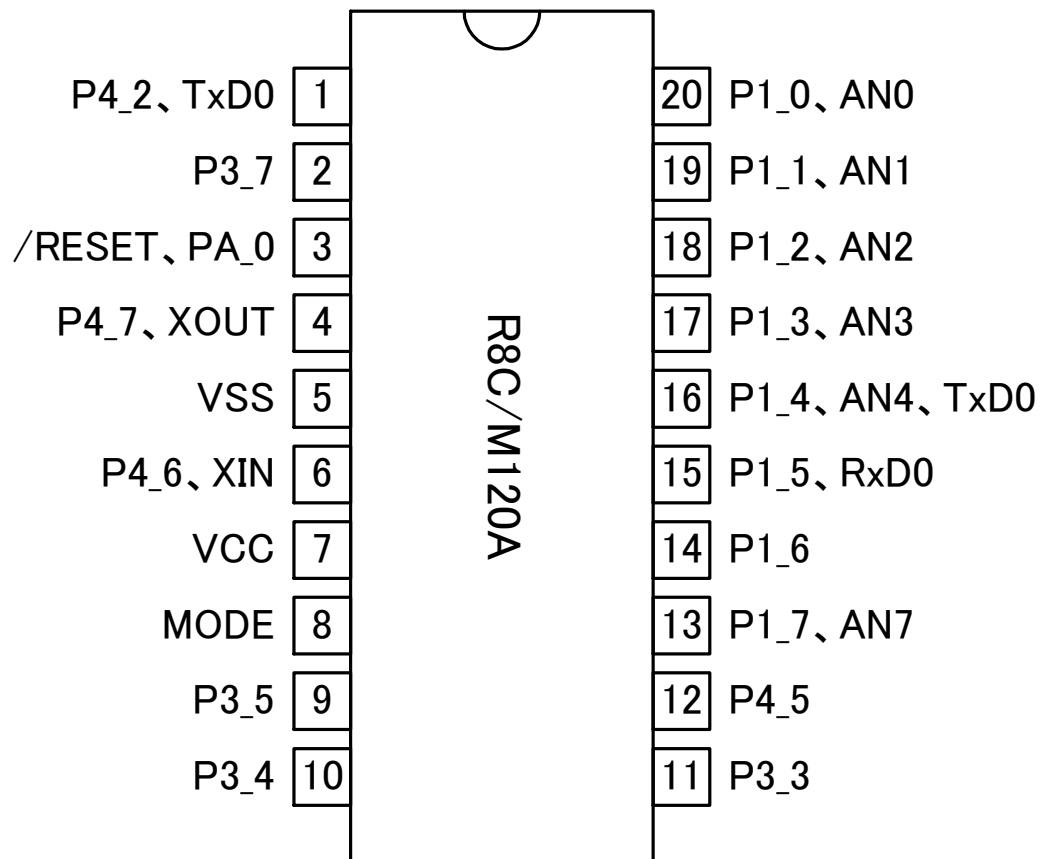 P4_2、TxD0 1
20 P1_0、AN0
P3_7 2
19 P1_1、AN1
/RESET、PA_0 3
18 P1_2、AN2
P4_7、XOUT 4
17 P1_3、AN3
VSS 5
16 P1_4、AN4、TxD0
P4_6、XIN 6
15 P1_5、RxD0
VCC 7
14 P1_6
MODE 8
13 P1_7、AN7
P3_5 9
12 P4_5
P3_4 10
11 P3_3
R8C/M120A